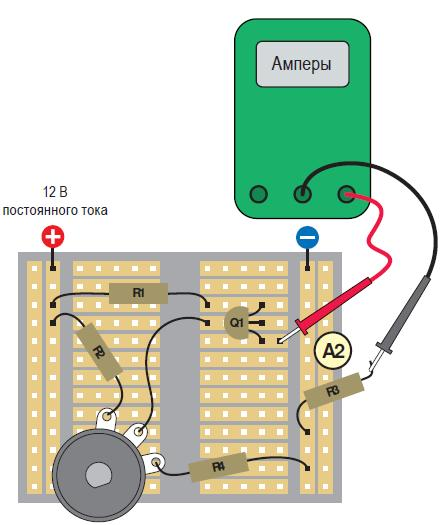 Амперы
12 В
постоянного тока
+
−
R1
Q1
R2
A2
R3
R4